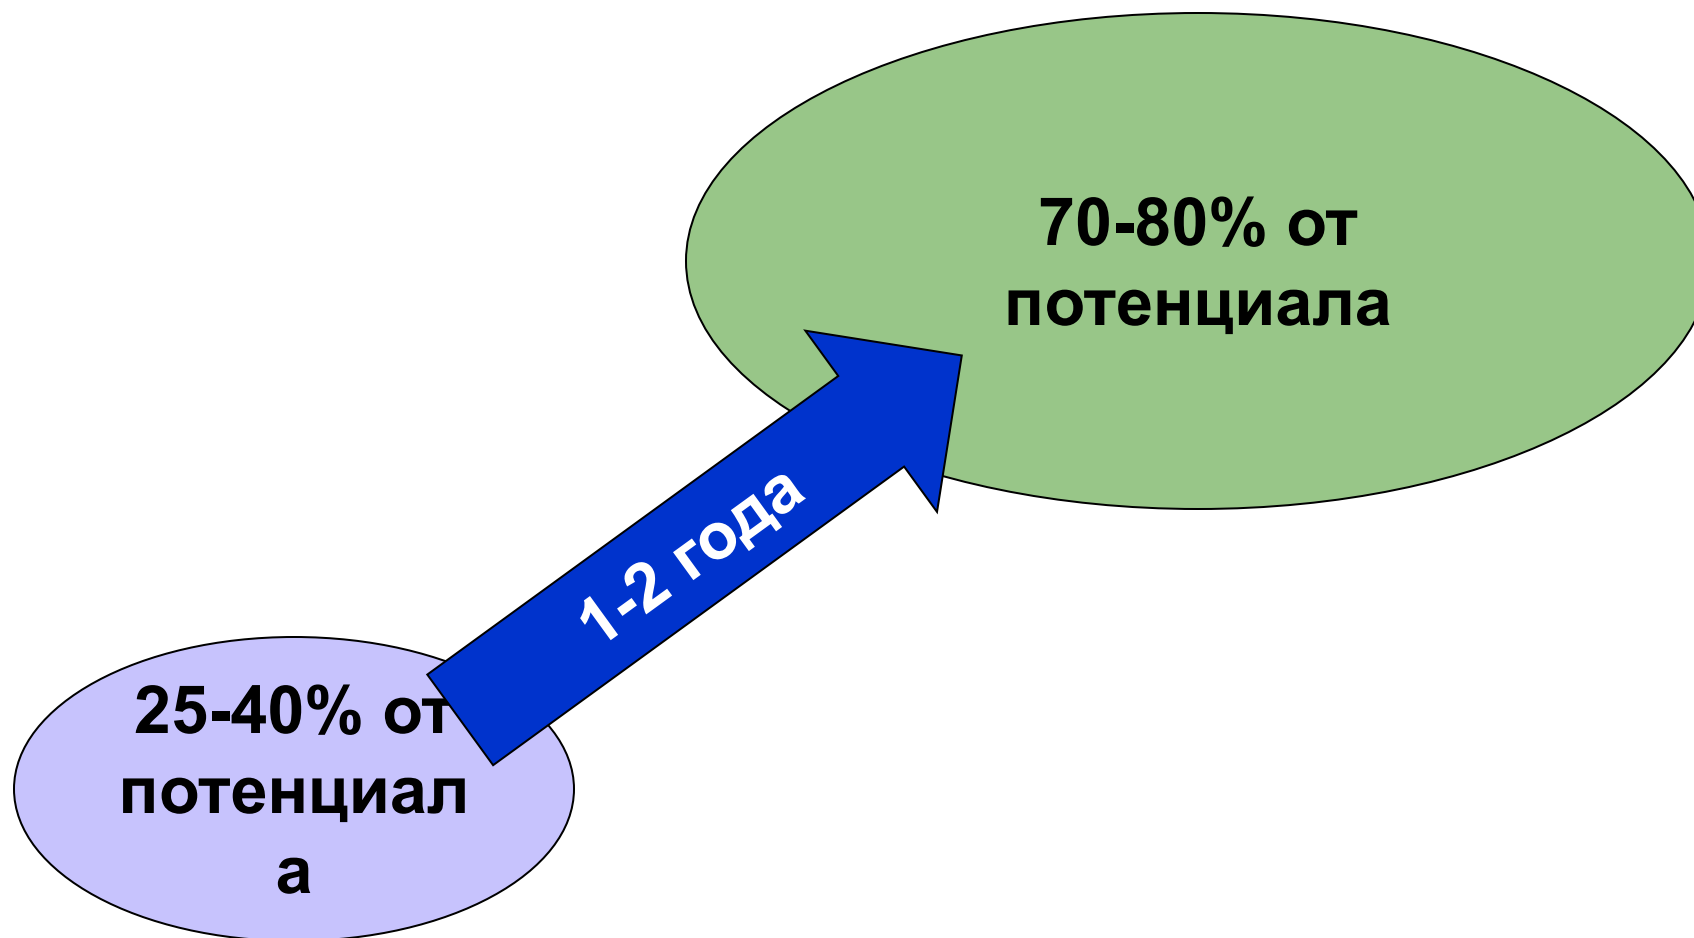 70-80% от
потенциала
1-2 года
25-40% от
потенциал
а